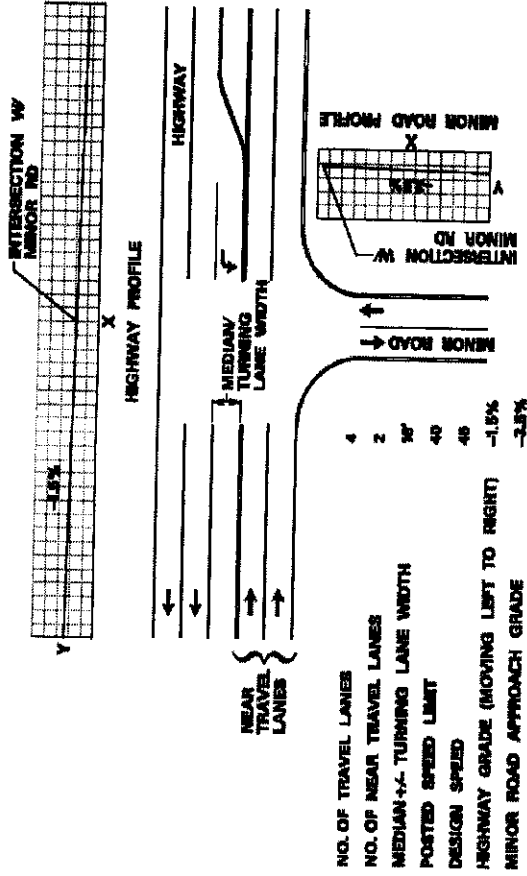 INTERSECTION W/
MINOR RD
-1.5%
Y
X
HIGHWAY PROFILE
HIGHWAY
MEDIAN/
TURNING
LANE WIDTH
NEAR
TRAVEL
LANES
MINOR ROAD
INTERSECTION W/
MINOR RD
X
Y
MINOR ROAD PROFILE
NO. OF TRAVEL LANES 4
NO. OF NEAR TRAVEL LANES 2
MEDIAN +/- TURNING LANE WIDTH
POSTED SPEED LIMIT 40
DESIGN SPEED 45
HIGHWAY GRADE (MOVING LEFT TO RIGHT) -1.5%
MINOR ROAD APPROACH GRADE